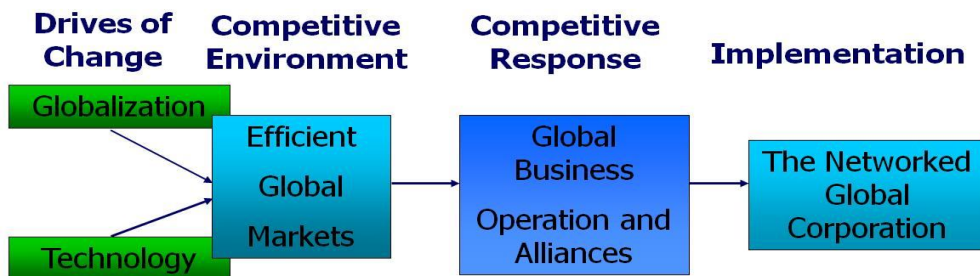 Drives of
Change
Competitive
Environment
Competitive
Response
Implementation
Globalization
Technology
Efficient
Global
Markets
Global
Business
Operation and
Alliances
The Networked
Global
Corporation